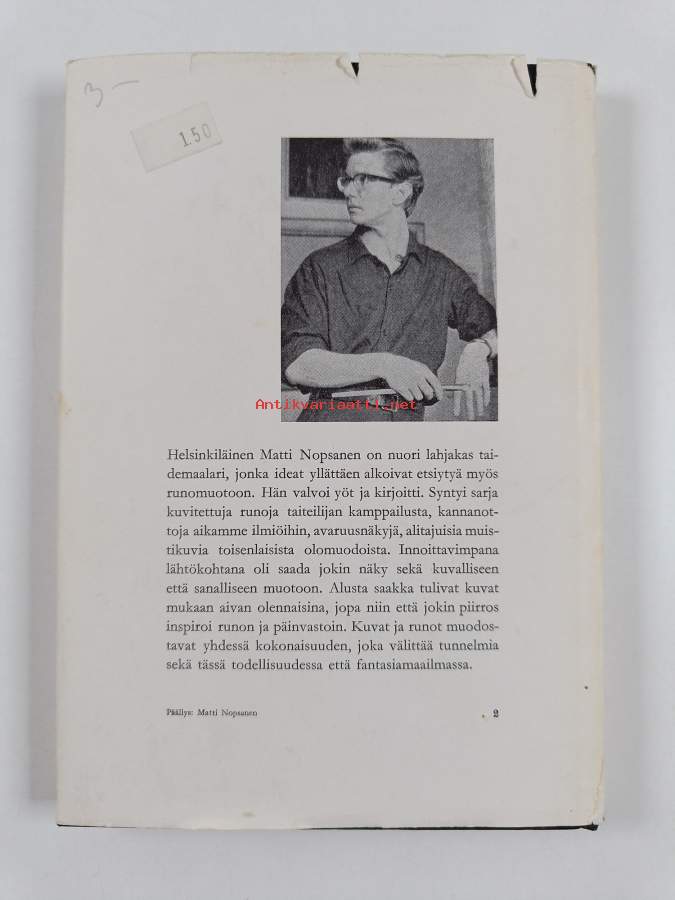 3 —
1.50
Antikvariaatti.net
Helsinkiläinen Matti Nopsanen on nuori lahjakas tai-
demaalari, jonka ideat yllättäen alkoivat etsiytyä myös
runomuotoon. Hän valvoi yöt ja kirjoitti. Syntyi sarja
kuvitettuja runoja taiteilijan kamppailusta, kannanot-
toja aikamme ilmiöihin, avaruusnäkyjä, alitajuisia muis-
tikuvia toisenlaisista olomuodoista. Innoittavimpana
lähtökohtana oli saada jokin näky sekä kuvalliseen
että sanalliseen muotoon. Alusta saakka tulivat kuvat
mukaan aivan olennaisina, jopa niin että jokin piirros
inspiroi runon ja päinvastoin. Kuvat ja runot muodos-
tavat yhdessä kokonaisuuden, joka välittää tunnelmia
sekä tässä todellisuudessa että fantasiamaailmassa.
Päällys: Matti Nopsanen 2